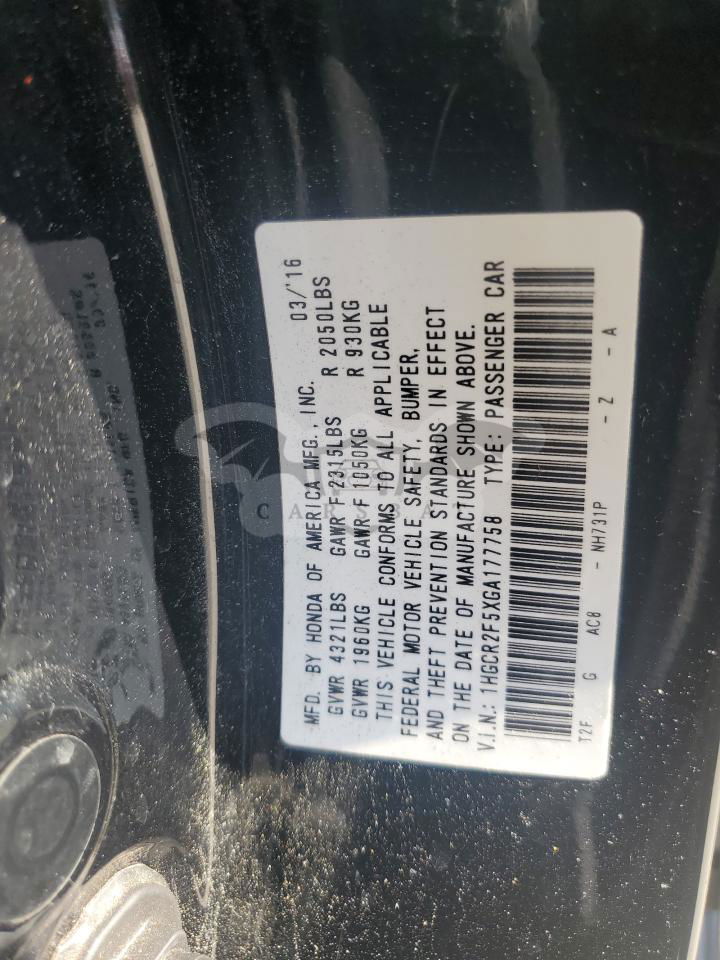 MFD. BY HONDA OF AMERICA MFG., INC. 03/'16
GVWR 4321LBS GAWR F 2315LBS R 2050LBS
GVWR 1960KG GAWR F 1050KG R 930KG
THIS VEHICLE CONFORMS TO ALL APPLICABLE
FEDERAL MOTOR VEHICLE SAFETY, BUMPER,
AND THEFT PREVENTION STANDARDS IN EFFECT
ON THE DATE OF MANUFACTURE SHOWN ABOVE.
V.I.N.: 1HGCR2F5XGA177758 TYPE: PASSENGER CAR
T2F G AC8 - NH731P - Z - A